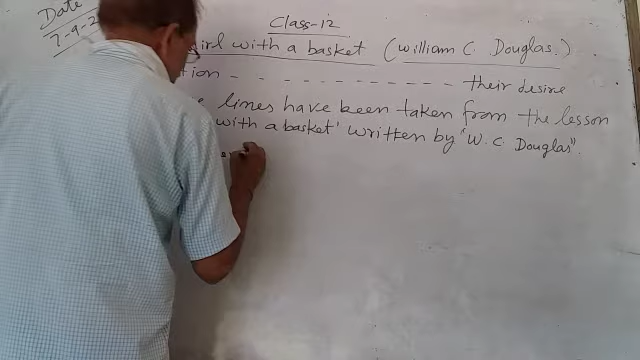 Date
7-9-2
Class-12
girl with a basket (William C. Douglas.)
tion - - - - - - - - - - - - - their desire
lines have been taken from the lesson
with a basket' written by "W. C. Douglas".